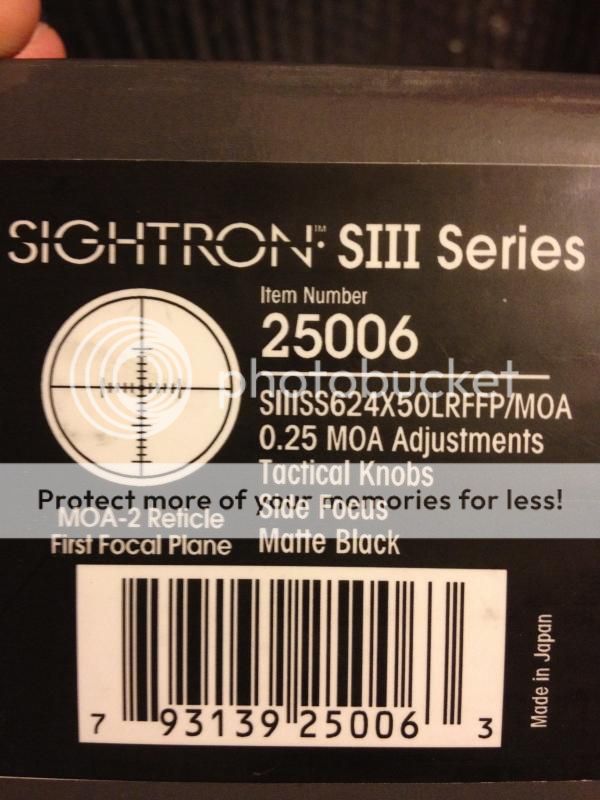 SIGHTRON™ SIII Series
Item Number
25006
photobucket
SIIISS624X50LRFFP/MOA
0.25 MOA Adjustments
Tactical Knobs
Protect more of your memories for less!
Side Focus
MOA-2 Reticle
First Focal Plane
Matte Black
7 93139 25006 3
Made in Japan